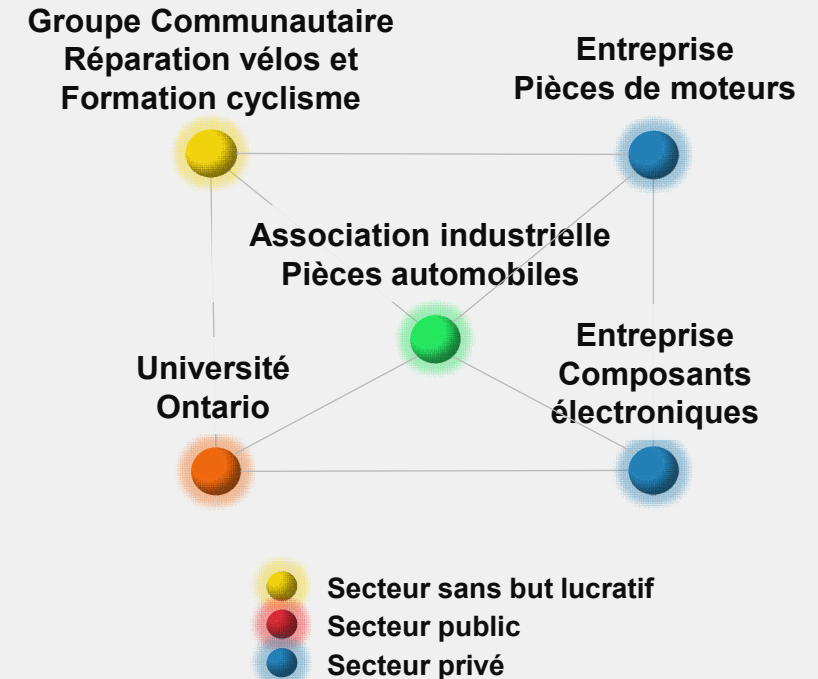 Groupe Communautaire
Réparation vélos et
Formation cyclisme
Entreprise
Pièces de moteurs
Association industrielle
Pièces automobiles
Université
Ontario
Entreprise
Composants
électroniques
Secteur sans but lucratif
Secteur public
Secteur privé